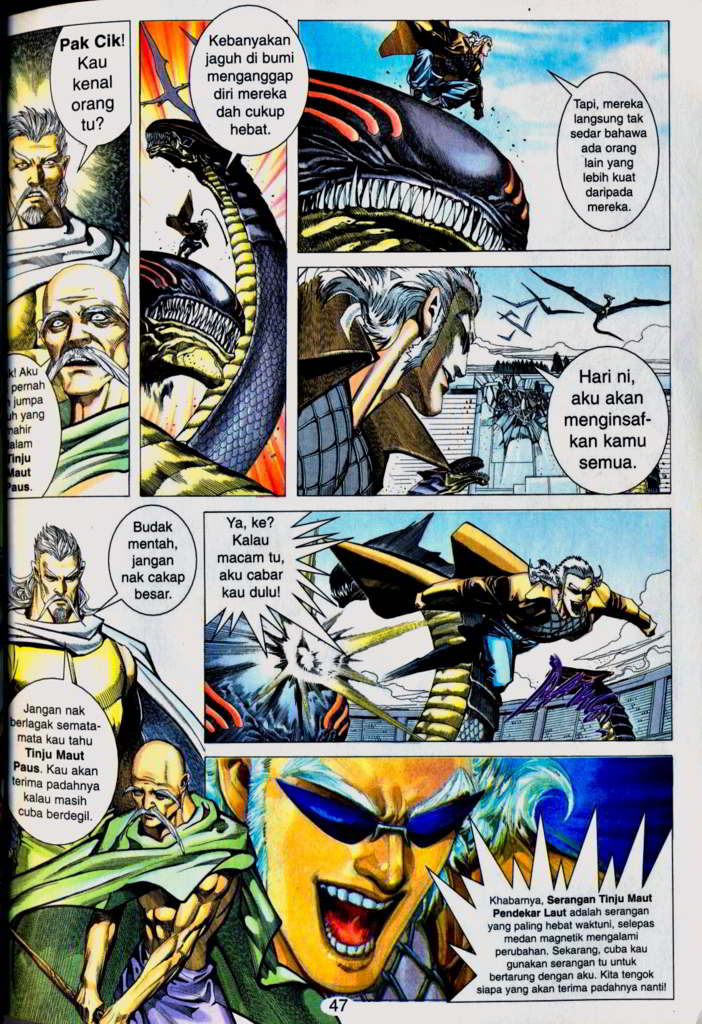 Pak Cik!
Kau
kenal
orang
tu?
k! Aku
pernah
jumpa
uh yang
mahir
alam
Tinju
Maut
Paus.
Kebanyakan
jaguh di bumi
menganggap
diri mereka
dah cukup
hebat.
Tapi, mereka
langsung tak
sedar bahawa
ada orang
lain yang
lebih kuat
daripada
mereka.
Hari ni,
aku akan
menginsaf-
kan kamu
semua.
Budak
mentah,
jangan
nak cakap
besar.
Jangan nak
berlagak semata-
mata kau tahu
Tinju Maut
Paus. Kau akan
terima padahnya
kalau masih
cuba berdegil.
Ya, ke?
Kalau
macam tu,
aku cabar
kau dulu!
Khabarnya, Serangan Tinju Maut
Pendekar Laut adalah serangan
yang paling hebat waktuni, selepas
medan magnetik mengalami
perubahan. Sekarang, cuba kau
gunakan serangan tu untuk
bertarung dengan aku. Kita tengok
siapa yang akan terima padahnya nanti!
47